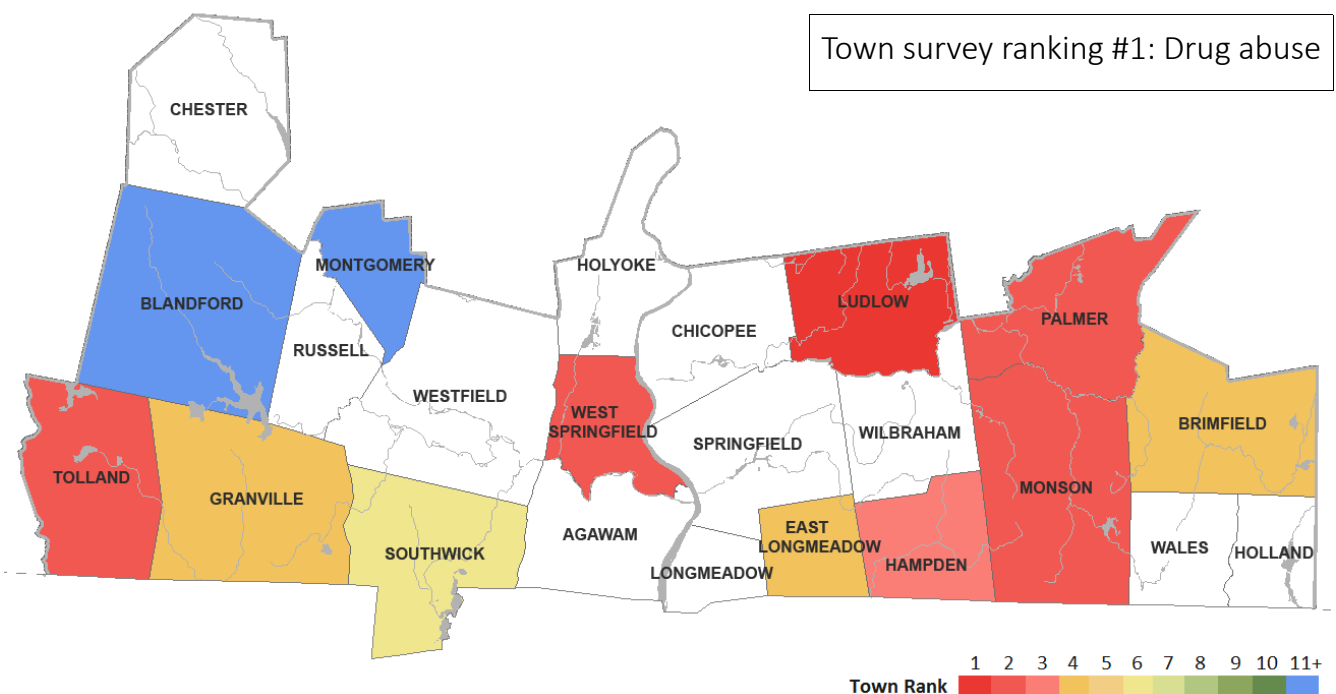 Town survey ranking #1: Drug abuse
CHESTER
MONTGOMERY
HOLYOKE
BLANDFORD
LUDLOW
PALMER
CHICOPEE
RUSSELL
WESTFIELD
WEST
SPRINGFIELD
SPRINGFIELD
WILBRAHAM
BRIMFIELD
TOLLAND
GRANVILLE
MONSON
SOUTHWICK
AGAWAM
EAST
LONGMEADOW
WALES
HOLLAND
LONGMEADOW
HAMPDEN
1 2 3 4 5 6 7 8 9 10 11+
Town Rank